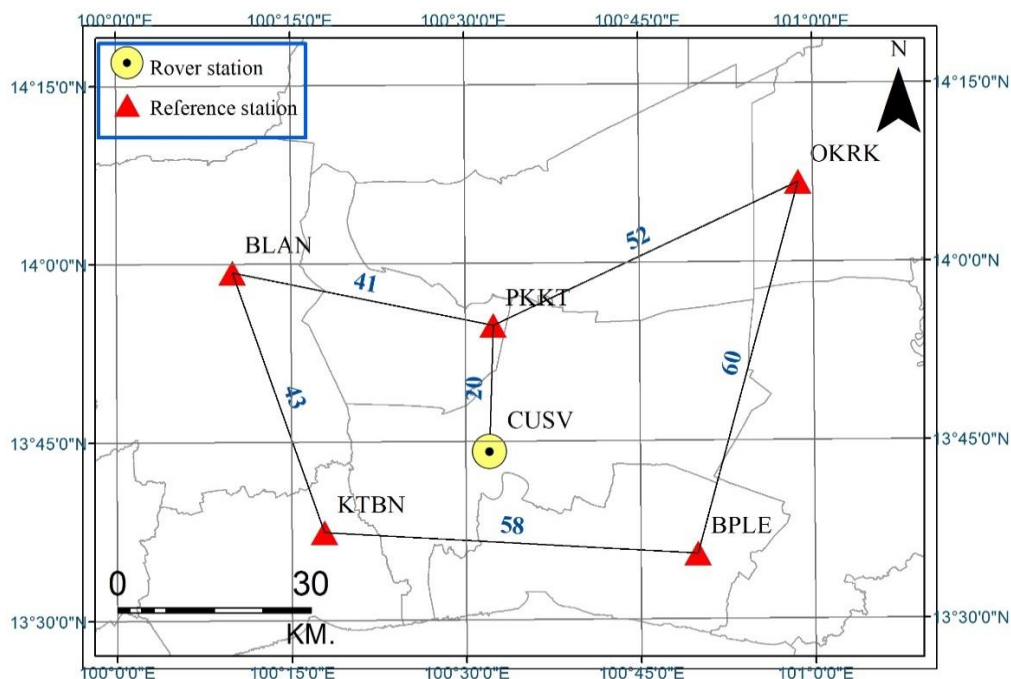 100°0'0"E
100°15'0"E
100°30'0"E
100°45'0"E
101°0'0"E
Rover station
Reference station
N
14°15'0"N
14°15'0"N
OKRK
BLAN
52
14°0'0"N
14°0'0"N
41
PKKT
60
20
43
CUSV
13°45'0"N
13°45'0"N
KTBN
58
BPLE
0 30
KM.
13°30'0"N
13°30'0"N
100°0'0"E
100°15'0"E
100°30'0"E
100°45'0"E
101°0'0"E